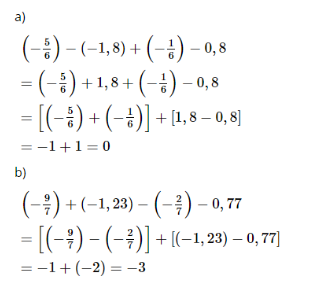 a)
(−5/6) − (−1,8) + (−1/6) − 0,8
= (−5/6) + 1,8 + (−1/6) − 0,8
= [(−5/6) + (−1/6)] + [1,8 − 0,8]
= −1 + 1 = 0
b)
(−9/7) + (−1,23) − (−2/7) − 0,77
= [(−9/7) − (−2/7)] + [(−1,23) − 0,77]
= −1 + (−2) = −3